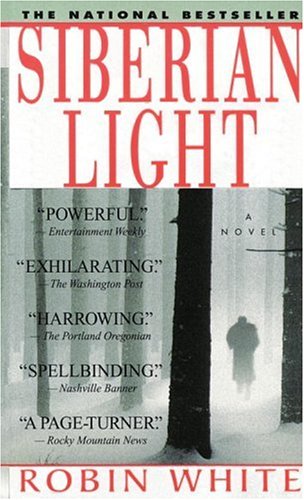 THE NATIONAL BESTSELLER
SIBERIAN
LIGHT
A
NOVEL
"POWERFUL."
— Entertainment Weekly
"EXHILARATING."
— The Washington Post
"HARROWING."
— The Portland Oregonian
"SPELLBINDING."
— Nashville Banner
"A PAGE-TURNER."
— Rocky Mountain News
ROBIN WHITE